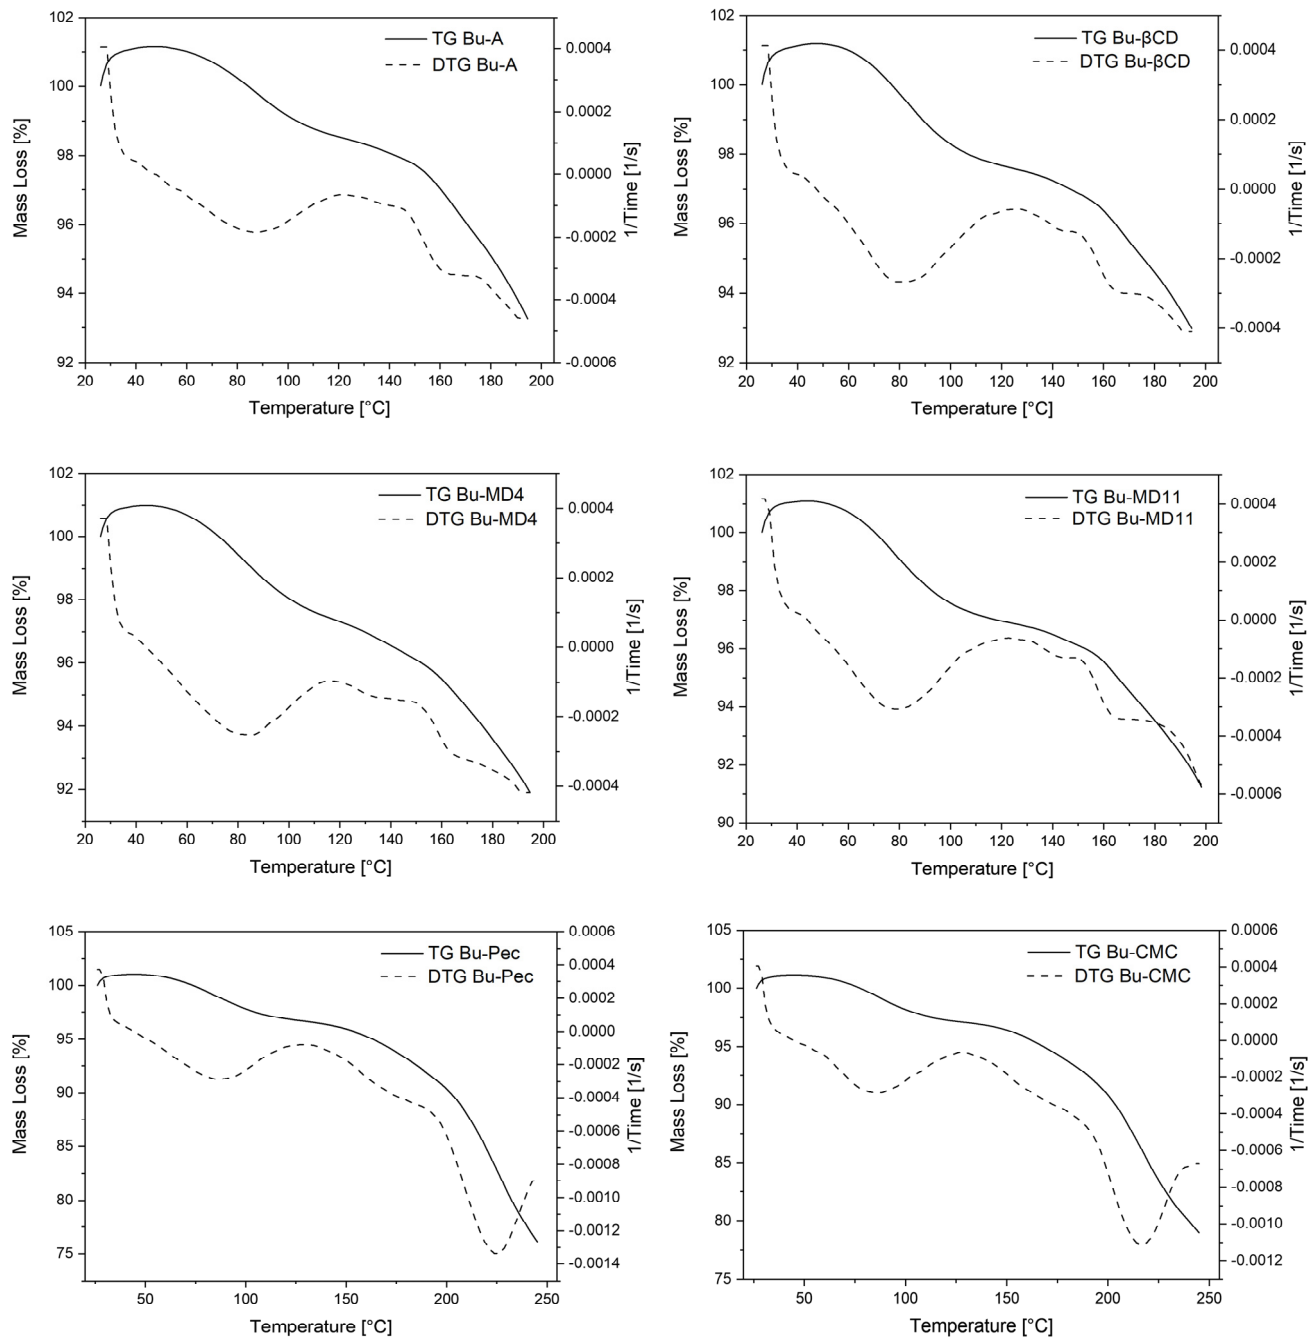 102
100
98
96
94
92
Mass Loss [%]
TG Bu-A
DTG Bu-A
0.0004
0.0002
0.0000
-0.0002
-0.0004
-0.0006
1/Time [1/s]
20 40 60 80 100 120 140 160 180 200
Temperature [°C]
102
100
98
96
94
92
Mass Loss [%]
TG Bu-βCD
DTG Bu-βCD
0.0004
0.0002
0.0000
-0.0002
-0.0004
1/Time [1/s]
20 40 60 80 100 120 140 160 180 200
Temperature [°C]
102
100
98
96
94
92
Mass Loss [%]
TG Bu-MD4
DTG Bu-MD4
0.0004
0.0002
0.0000
-0.0002
-0.0004
1/Time [1/s]
20 40 60 80 100 120 140 160 180 200
Temperature [°C]
102
100
98
96
94
92
90
Mass Loss [%]
TG Bu-MD11
DTG Bu-MD11
0.0004
0.0002
0.0000
-0.0002
-0.0004
-0.0006
1/Time [1/s]
20 40 60 80 100 120 140 160 180 200
Temperature [°C]
105
100
95
90
85
80
75
Mass Loss [%]
TG Bu-Pec
DTG Bu-Pec
0.0006
0.0004
0.0002
0.0000
-0.0002
-0.0004
-0.0006
-0.0008
-0.0010
-0.0012
-0.0014
1/Time [1/s]
50 100 150 200 250
Temperature [°C]
105
100
95
90
85
80
75
Mass Loss [%]
TG Bu-CMC
DTG Bu-CMC
0.0006
0.0004
0.0002
0.0000
-0.0002
-0.0004
-0.0006
-0.0008
-0.0010
-0.0012
1/Time [1/s]
50 100 150 200 250
Temperature [°C]